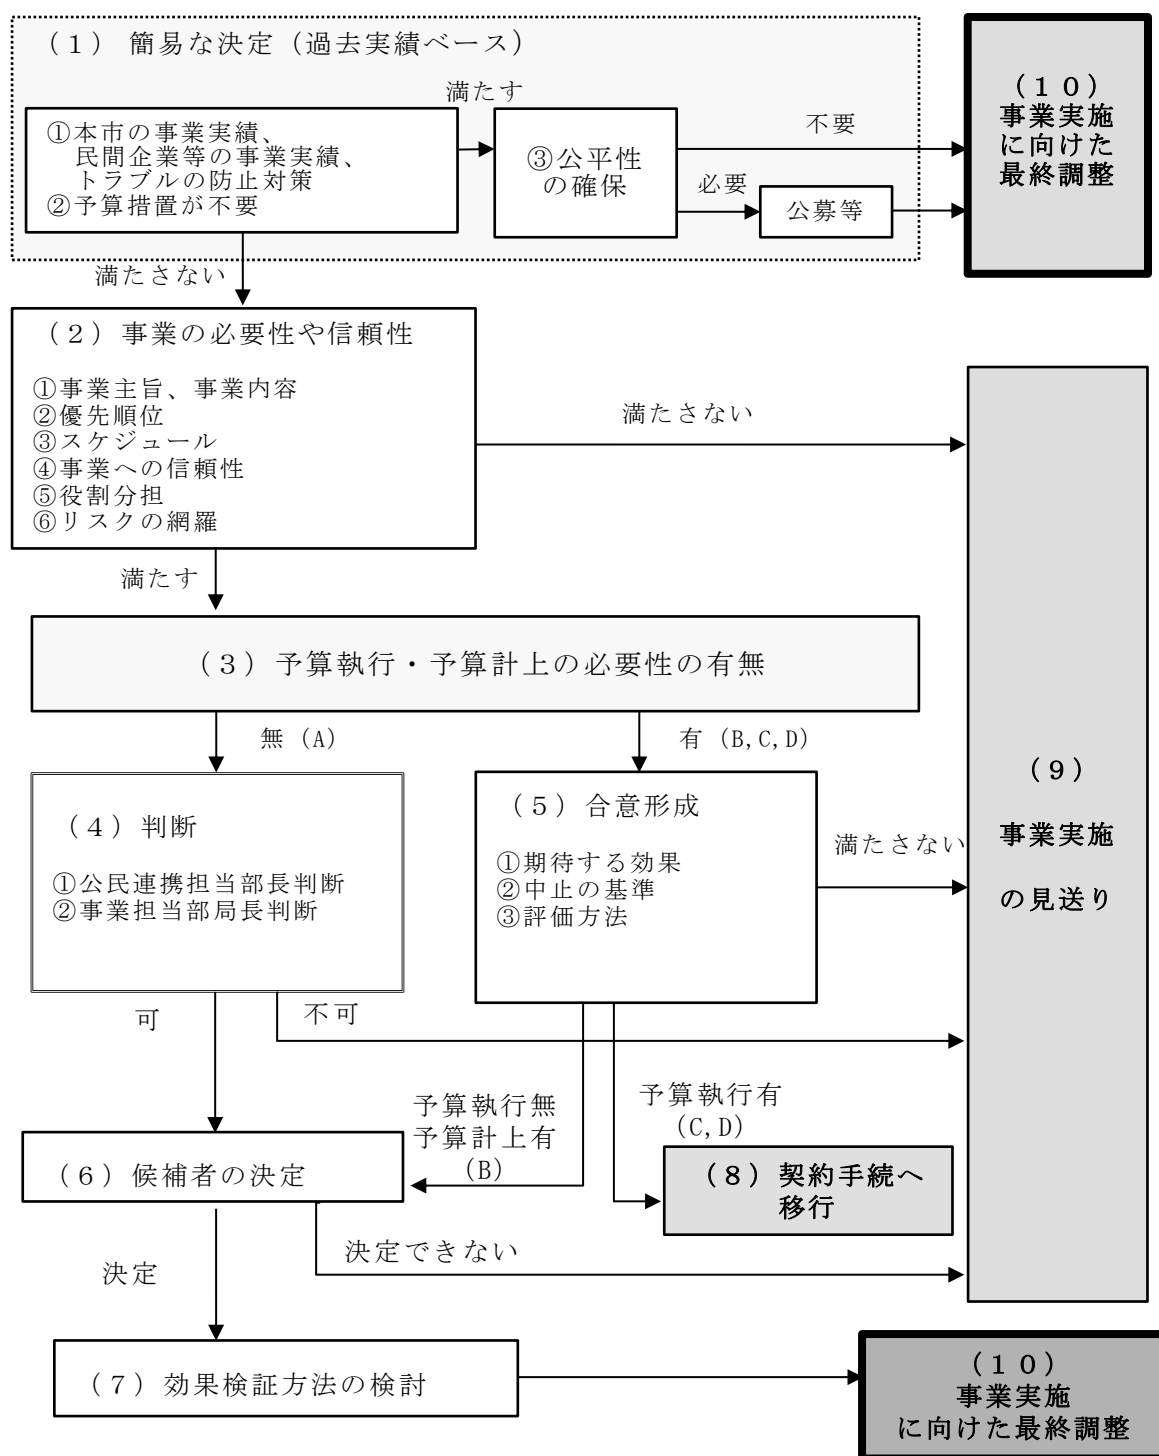 （１）簡易な決定（過去実績ベース）
満たす
①本市の事業実績、
民間企業等の事業実績、
トラブルの防止対策
②予算措置が不要
③公平性
の確保
不要
必要
公募等
（１０）
事業実施
に向けた
最終調整
満たさない
（２）事業の必要性や信頼性
①事業主旨、事業内容
②優先順位
③スケジュール
④事業への信頼性
⑤役割分担
⑥リスクの網羅
満たさない
満たす
（３）予算執行・予算計上の必要性の有無
無（A）
有（B,C,D）
（４）判断
①公民連携担当部長判断
②事業担当部局長判断
（５）合意形成
①期待する効果
②中止の基準
③評価方法
満たさない
（９）
事業実施
の見送り
可
不可
予算執行無
予算計上有
（B）
予算執行有
（C,D）
（６）候補者の決定
（８）契約手続へ
移行
決定
決定できない
（７）効果検証方法の検討
（１０）
事業実施
に向けた最終調整